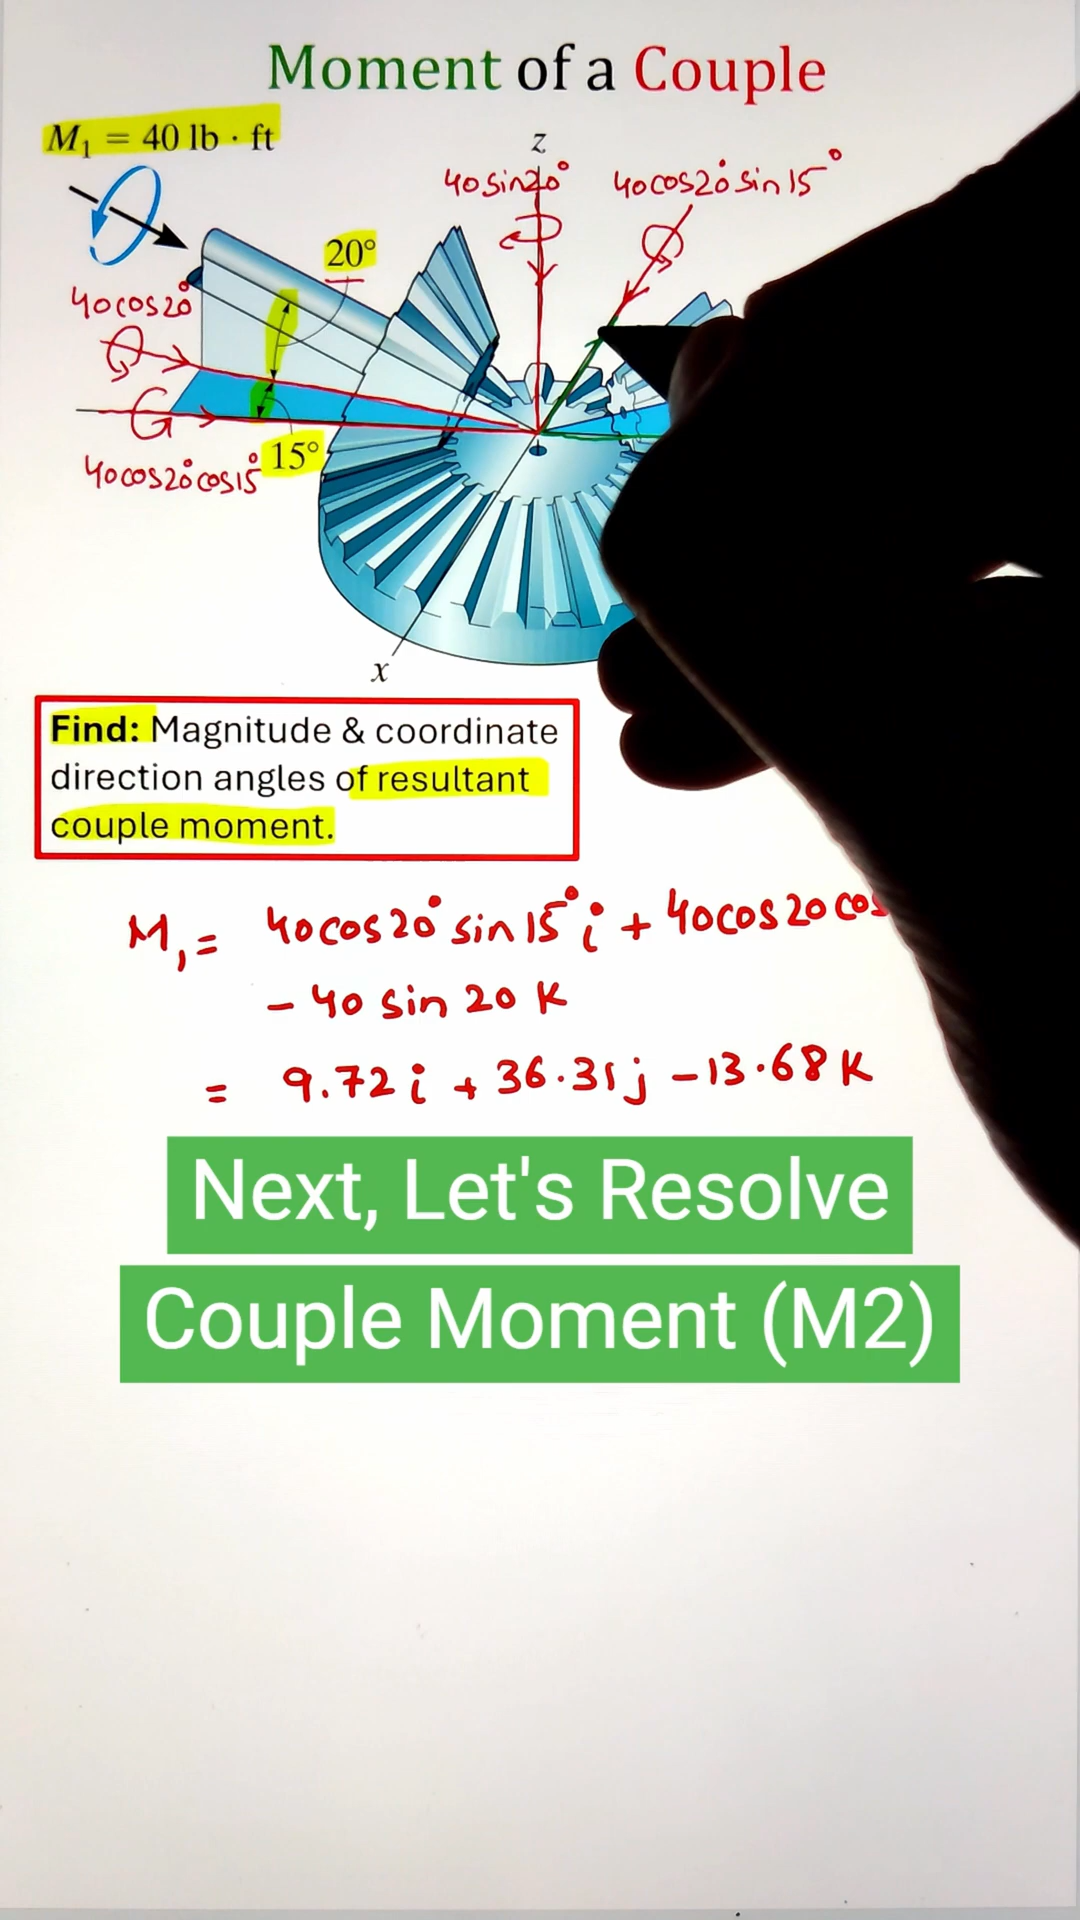 Moment of a Couple
M₁ = 40 lb · ft
z
40sin20° 40cos20°sin15°
20°
40cos20°
15°
40cos20°cos15°
x
Find: Magnitude & coordinate
direction angles of resultant
couple moment.
M₁ = 40cos20° sin15° i + 40cos20 cos
- 40 sin 20 K
= 9.72 i + 36.31 j - 13.68 K
Next, Let's Resolve
Couple Moment (M2)